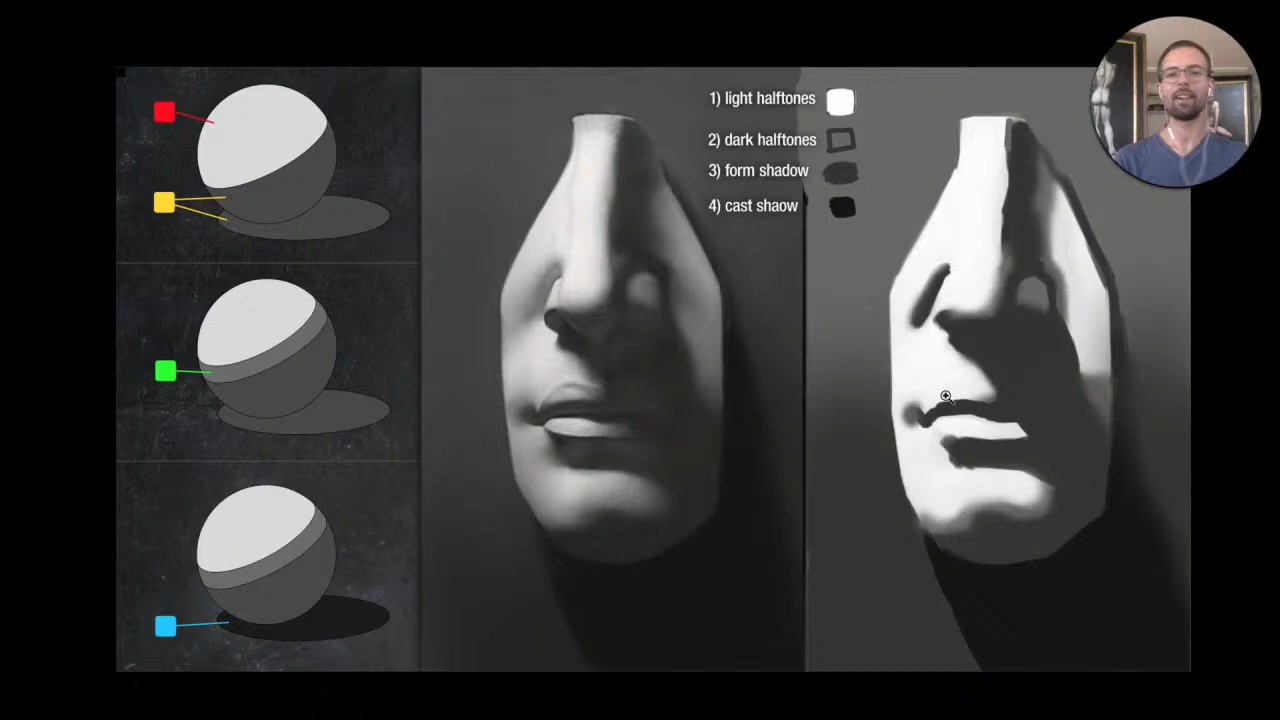 1) light halftones
2) dark halftones
3) form shadow
4) cast shaow